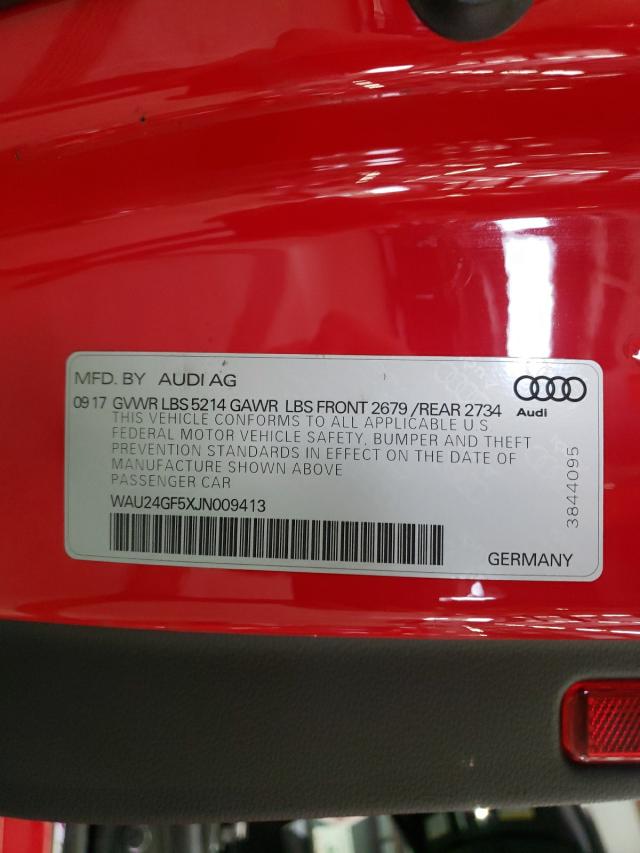 MFD. BY AUDI AG
09 17 GVWR LBS 5214 GAWR LBS FRONT 2679 /REAR 2734
Audi
THIS VEHICLE CONFORMS TO ALL APPLICABLE U S
FEDERAL MOTOR VEHICLE SAFETY, BUMPER AND THEFT
PREVENTION STANDARDS IN EFFECT ON THE DATE OF
MANUFACTURE SHOWN ABOVE
PASSENGER CAR
WAU24GF5XJN009413
3844095
GERMANY